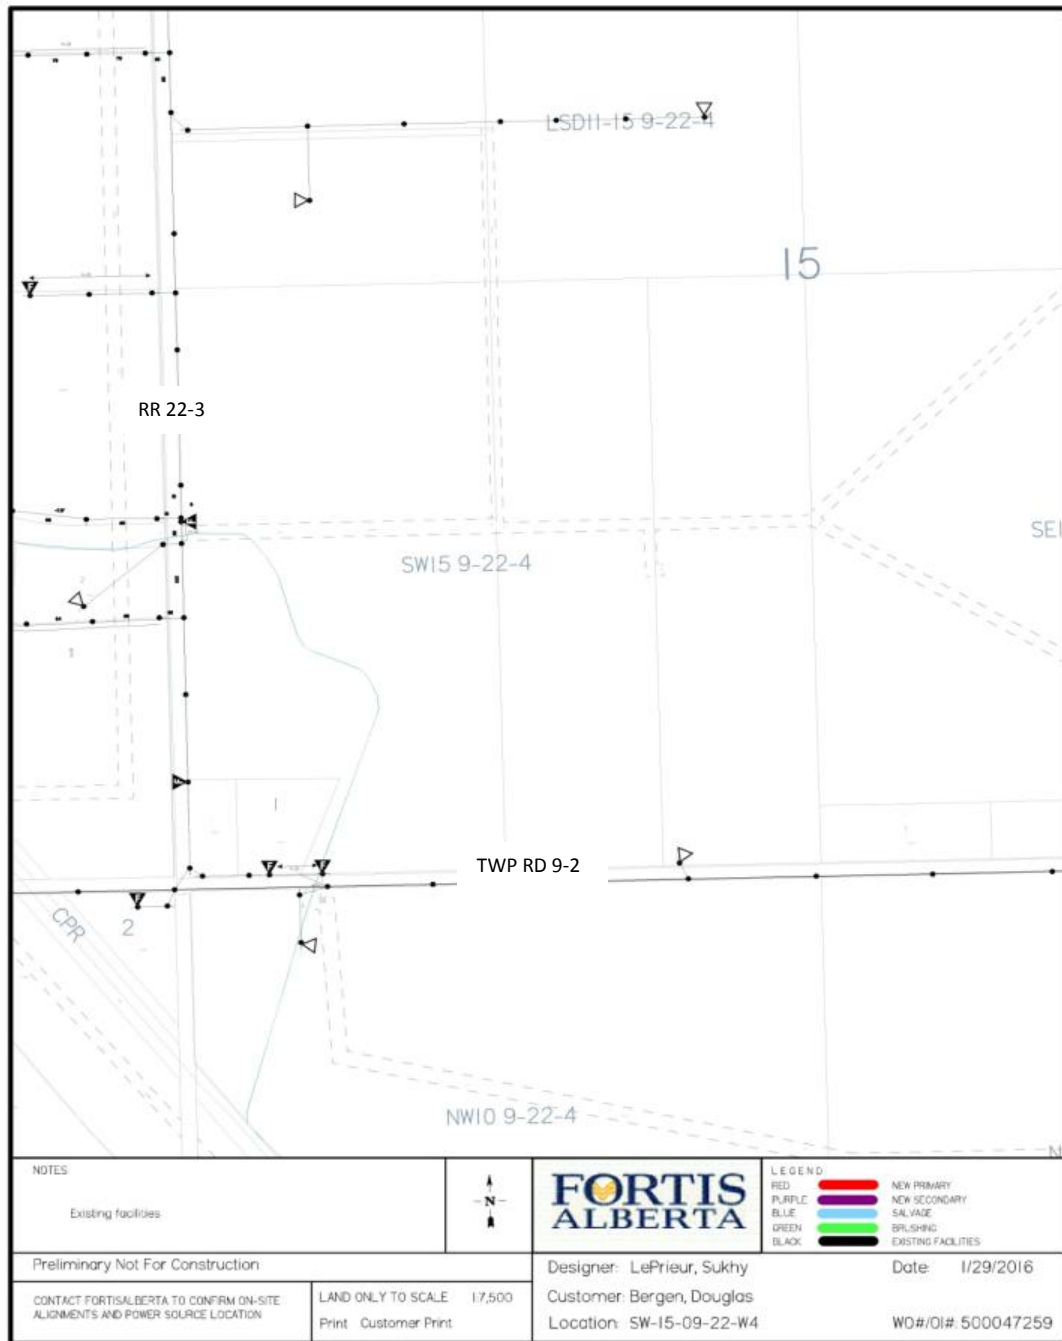 LSD11-15 9-22-4
15
RR 22-3
SE1
SW15 9-22-4
1
TWP RD 9-2
CPR
2
NW10 9-22-4
N
NOTES
Existing facilities
N
FORTIS
ALBERTA
LEGEND
RED NEW PRIMARY
PURPLE NEW SECONDARY
BLUE SALVAGE
GREEN BRUSHING
BLACK EXISTING FACILITIES
Preliminary Not For Construction
CONTACT FORTISALBERTA TO CONFIRM ON-SITE
ALIGNMENTS AND POWER SOURCE LOCATION
LAND ONLY TO SCALE 1:7,500
Print Customer Print
Designer: LePrieur, Sukhy
Date: 1/29/2016
Customer: Bergen, Douglas
Location: SW-15-09-22-W4
WO#/OI#: 500047259